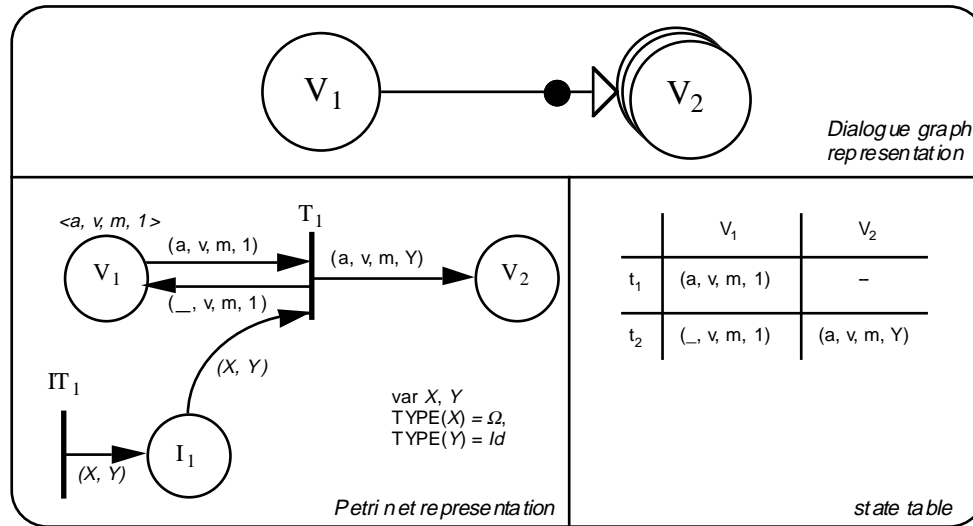 V1
V2
Dialogue graph
representation
<a, v, m, 1>
T1
(a, v, m, 1)
(a, v, m, Y)
V1
V2
(_, v, m, 1)
(X, Y)
IT1
var X, Y
TYPE(X) = Ω,
TYPE(Y) = Id
I1
(X, Y)
Petri net representation
V1 V2
t1 (a, v, m, 1) –
t2 (_, v, m, 1) (a, v, m, Y)
state table